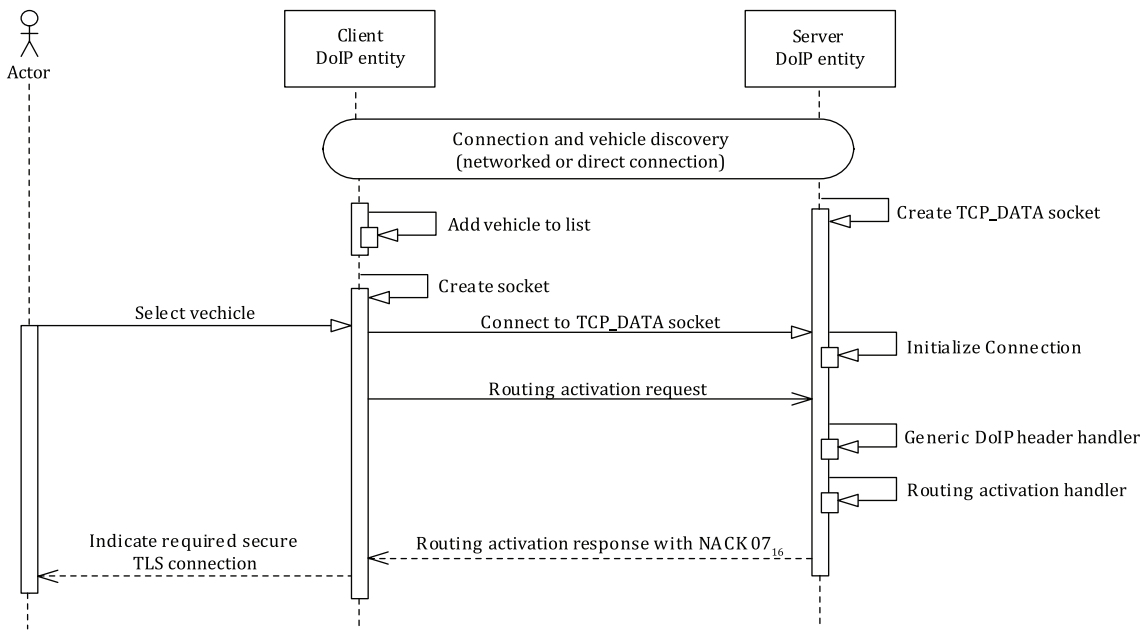 Actor
Client
DoIP entity
Server
DoIP entity
Connection and vehicle discovery
(networked or direct connection)
Create TCP_DATA socket
Add vehicle to list
Create socket
Select vechicle
Connect to TCP_DATA socket
Initialize Connection
Routing activation request
Generic DoIP header handler
Routing activation handler
Routing activation response with NACK 07₁₆
Indicate required secure
TLS connection